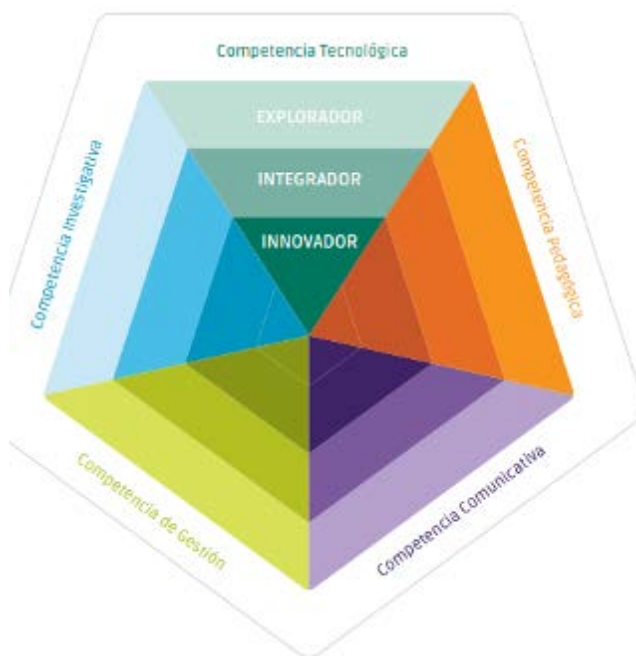 Competencia Tecnológica
EXPLORADOR
INTEGRADOR
INNOVADOR
Competencia Investigativa
Competencia Pedagógica
Competencia de Gestión
Competencia Comunicativa